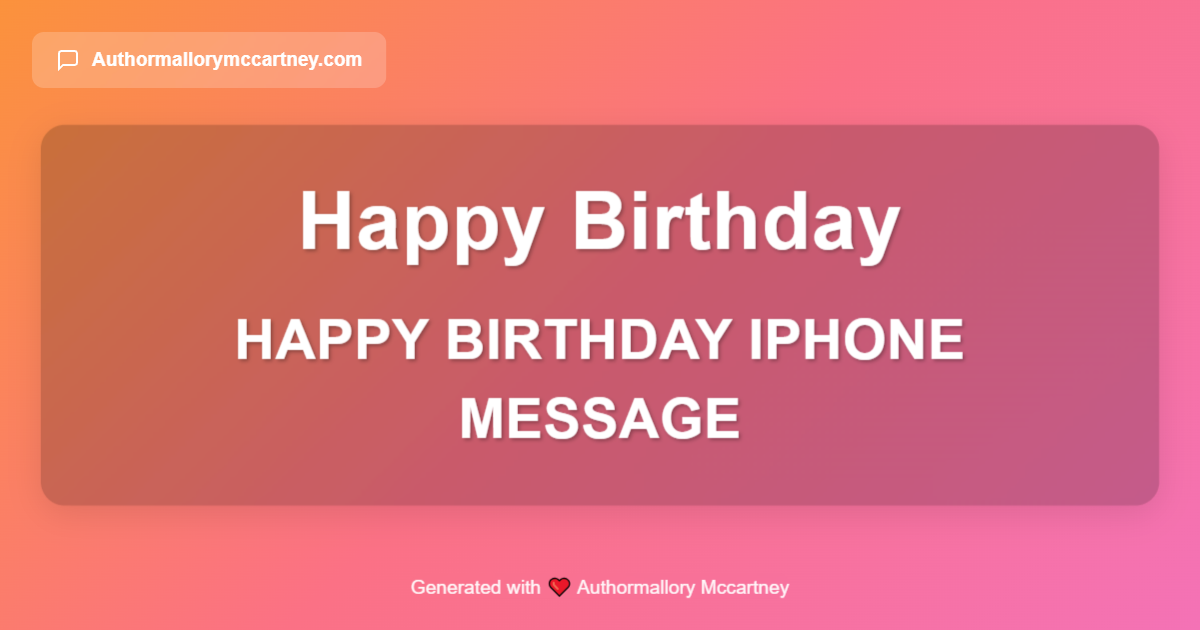 Authormallorymccartney.com
Happy Birthday
HAPPY BIRTHDAY IPHONE
MESSAGE
Generated with ❤️ Authormallory Mccartney